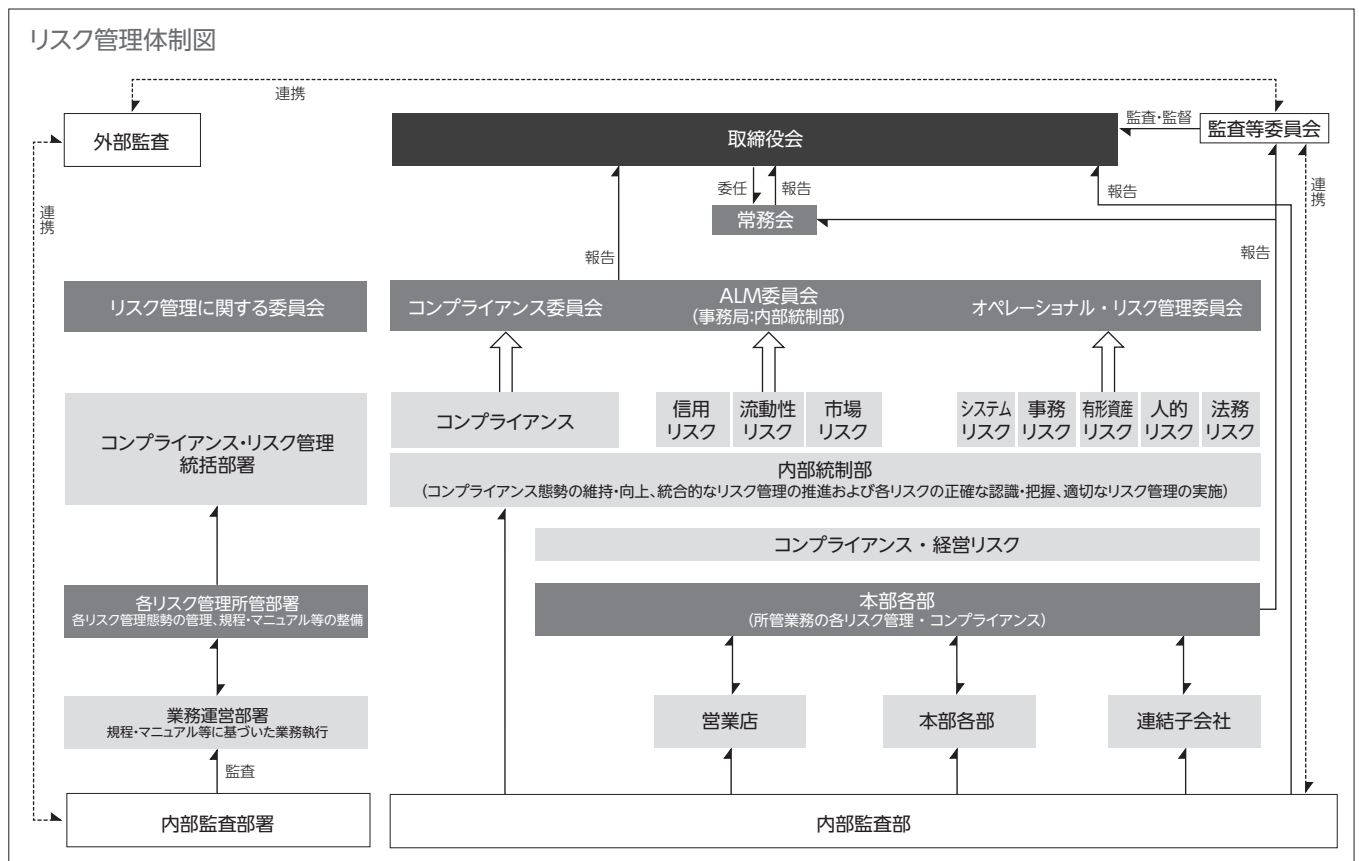 リスク管理体制図
連携
外部監査
取締役会
監査・監督
監査等委員会
連携
委任
報告
報告
連携
常務会
報告
報告
リスク管理に関する委員会
コンプライアンス委員会
ALM委員会
(事務局:内部統制部)
オペレーショナル・リスク管理委員会
コンプライアンス・リスク管理
統括部署
コンプライアンス
信用
リスク
流動性
リスク
市場
リスク
システム
リスク
事務
リスク
有形資産
リスク
人的
リスク
法務
リスク
内部統制部
(コンプライアンス態勢の維持・向上、統合的なリスク管理の推進および各リスクの正確な認識・把握、適切なリスク管理の実施)
コンプライアンス・経営リスク
各リスク管理所管部署
各リスク管理態勢の管理、規程・マニュアル等の整備
本部各部
(所管業務の各リスク管理・コンプライアンス)
業務運営部署
規程・マニュアル等に基づいた業務執行
営業店
本部各部
連結子会社
監査
内部監査部署
内部監査部